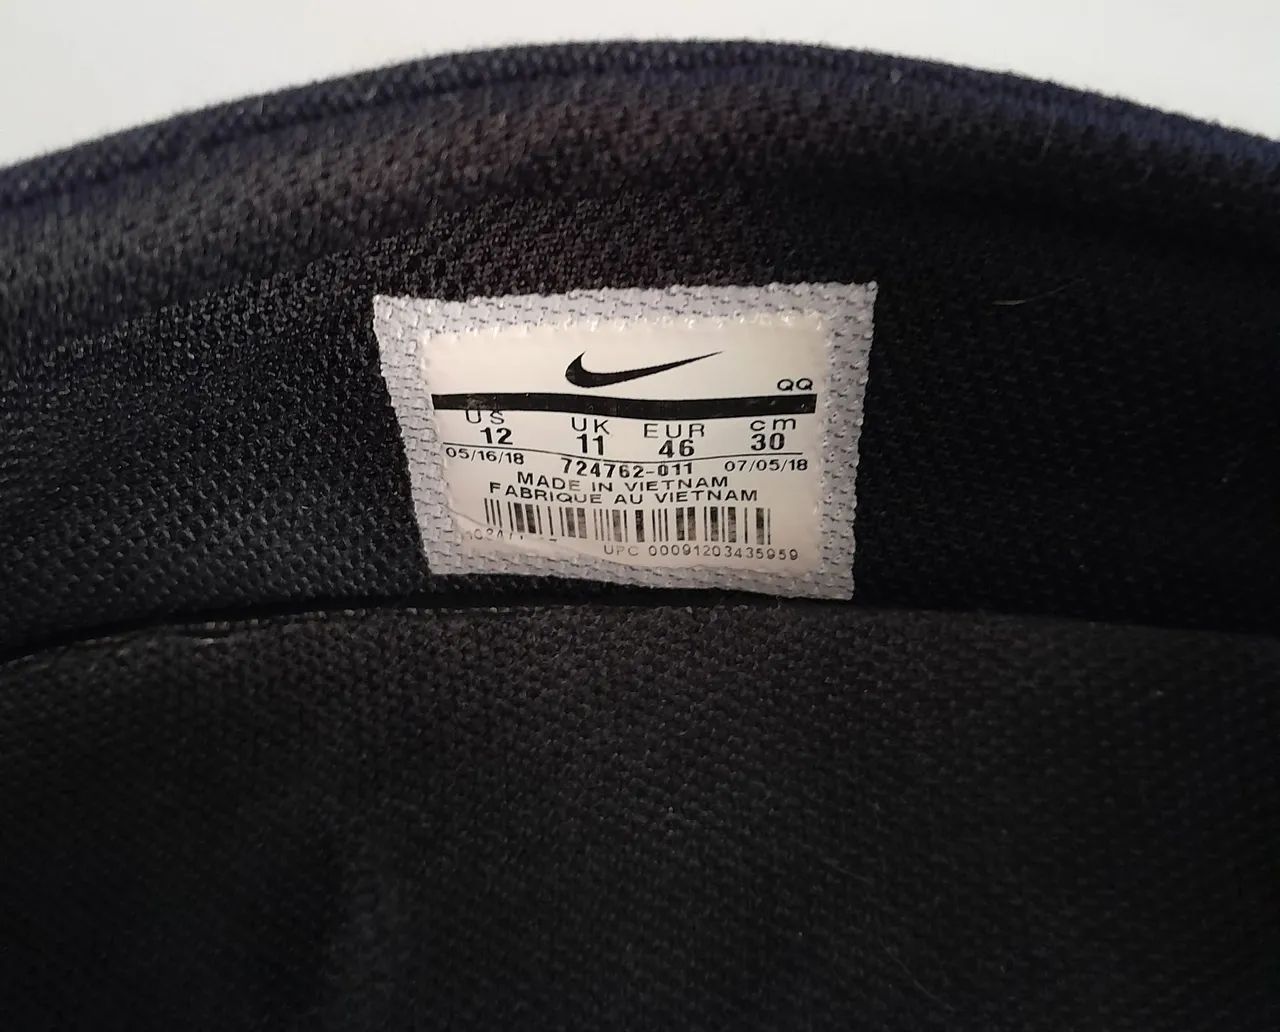 QQ
US UK EUR cm
12 11 46 30
05/16/18 724762-011 07/05/18
MADE IN VIETNAM
FABRIQUE AU VIETNAM
UPC 00091203435959